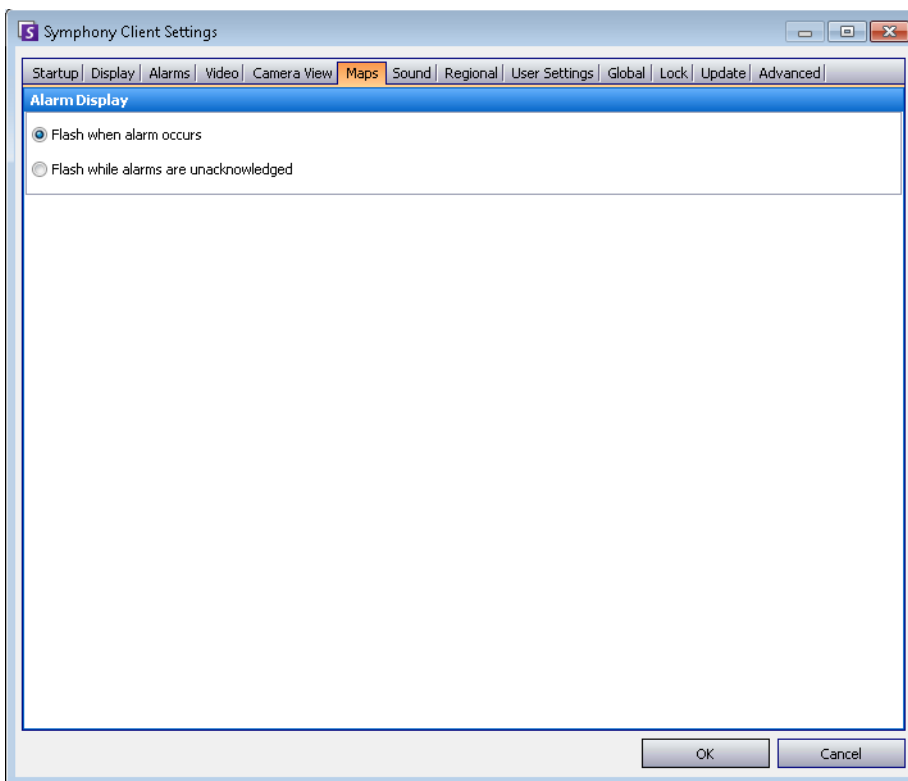 Symphony Client Settings
Startup Display Alarms Video Camera View Maps Sound Regional User Settings Global Lock Update Advanced
Alarm Display
Flash when alarm occurs
Flash while alarms are unacknowledged
OK Cancel